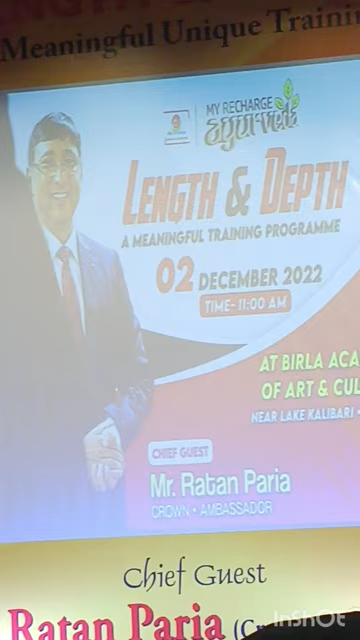 Meaningful Unique Traini
MY RECHARGE
ayurveda
LENGTH & DEPTH
A MEANINGFUL TRAINING PROGRAMME
02 DECEMBER 2022
TIME- 11:00 AM
AT BIRLA ACA
OF ART & CUL
NEAR LAKE KALIBARI
CHIEF GUEST
Mr. Ratan Paria
CROWN • AMBASSADOR
Chief Guest
Ratan Paria (C
InShOt